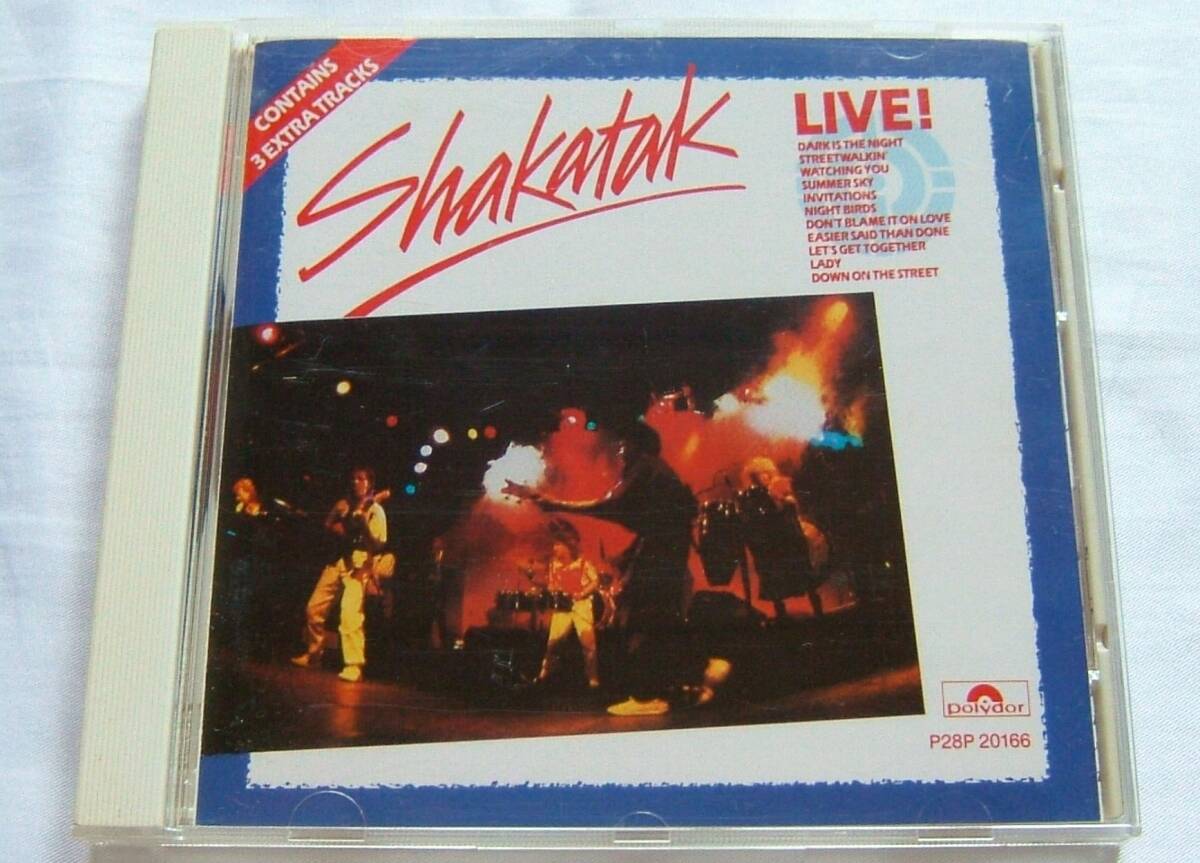 CONTAINS
3 EXTRA TRACKS
Shakatak
LIVE!
DARK IS THE NIGHT
STREETWALKIN'
WATCHING YOU
SUMMER SKY
INVITATIONS
NIGHT BIRDS
DON'T BLAME IT ON LOVE
EASIER SAID THAN DONE
LET'S GET TOGETHER
LADY
DOWN ON THE STREET
polydor
P28P 20166